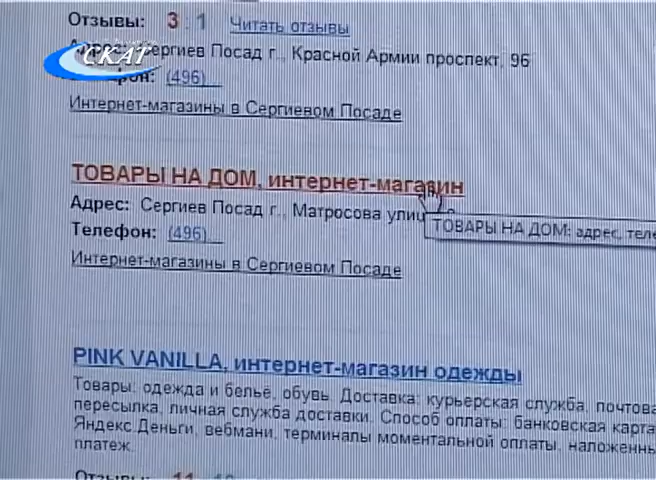 Отзывы: 3 : 1 Читать отзывы
Адрес: Сергиев Посад г., Красной Армии проспект, 96
СКАТ
(496)
Интернет-магазины в Сергиевом Посаде
ТОВАРЫ НА ДОМ, интернет-магазин
Адрес: Сергиев Посад г., Матросова
ТОВАРЫ НА ДОМ: адрес, теле
Телефон: (496)
Интернет-магазины в Сергиевом Посаде
PINK VANILLA, интернет-магазин одежды
Товары: одежда и бельё, обувь. Доставка: курьерская служба, почтова
пересылка, личная служба доставки. Способ оплаты: банковская карта
Яндекс.Деньги, вебмани, терминалы моментальной оплаты, наложенны
платеж.
Отзывы: